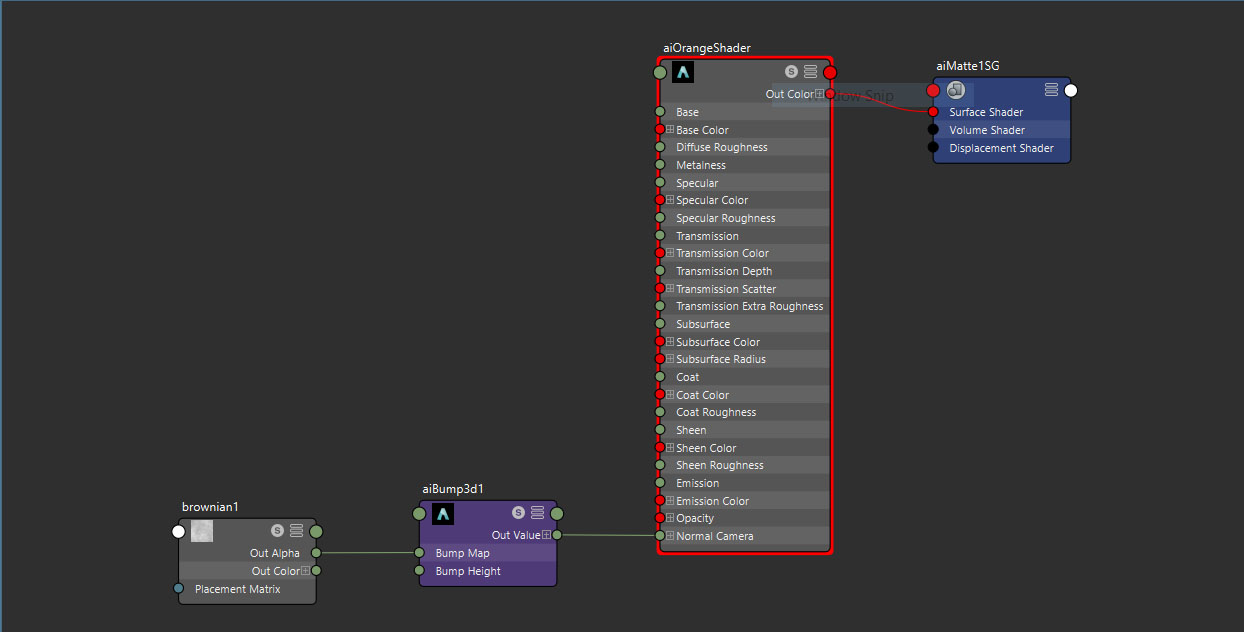 aiOrangeShader
S
Out Color
Base
Base Color
Diffuse Roughness
Metalness
Specular
Specular Color
Specular Roughness
Transmission
Transmission Color
Transmission Depth
Transmission Scatter
Transmission Extra Roughness
Subsurface
Subsurface Color
Subsurface Radius
Coat
Coat Color
Coat Roughness
Sheen
Sheen Color
Sheen Roughness
Emission
Emission Color
Opacity
Normal Camera
aiMatte1SG
Snip
Surface Shader
Volume Shader
Displacement Shader
aiBump3d1
S
Out Value
Bump Map
Bump Height
brownian1
S
Out Alpha
Out Color
Placement Matrix